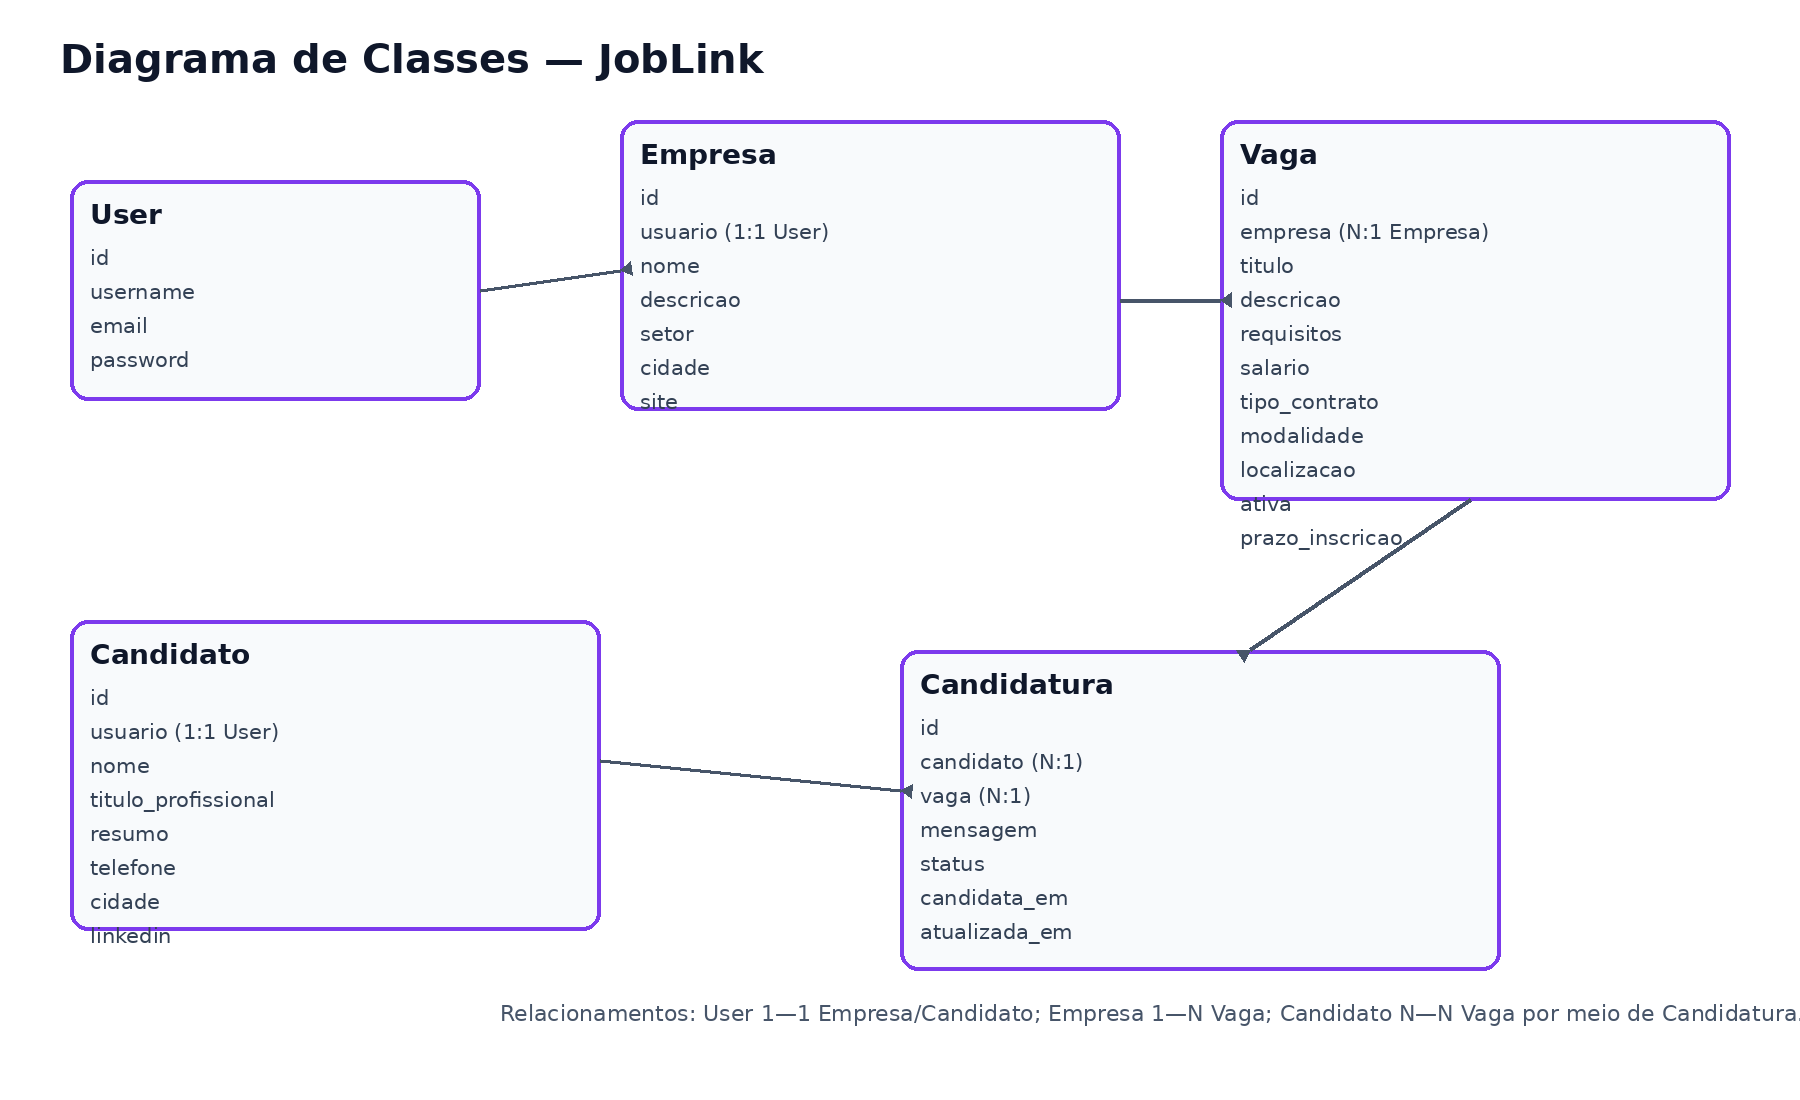 Diagrama de Classes — JobLink
User
id
username
email
password
Empresa
id
usuario (1:1 User)
nome
descricao
setor
cidade
site
Vaga
id
empresa (N:1 Empresa)
titulo
descricao
requisitos
salario
tipo_contrato
modalidade
localizacao
ativa
prazo_inscricao
Candidato
id
usuario (1:1 User)
nome
titulo_profissional
resumo
telefone
cidade
linkedin
Candidatura
id
candidato (N:1)
vaga (N:1)
mensagem
status
candidata_em
atualizada_em
Relacionamentos: User 1—1 Empresa/Candidato; Empresa 1—N Vaga; Candidato N—N Vaga por meio de Candidatura.